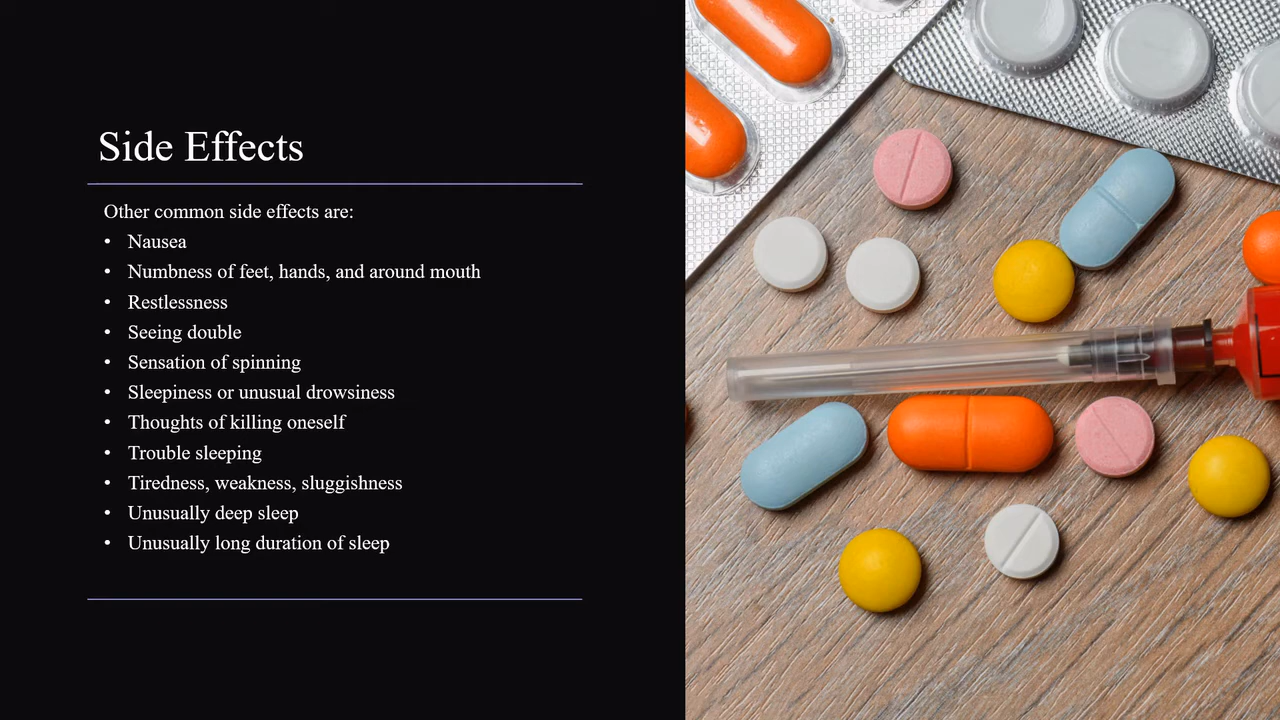 Side Effects
Other common side effects are:
• Nausea
• Numbness of feet, hands, and around mouth
• Restlessness
• Seeing double
• Sensation of spinning
• Sleepiness or unusual drowsiness
• Thoughts of killing oneself
• Trouble sleeping
• Tiredness, weakness, sluggishness
• Unusually deep sleep
• Unusually long duration of sleep